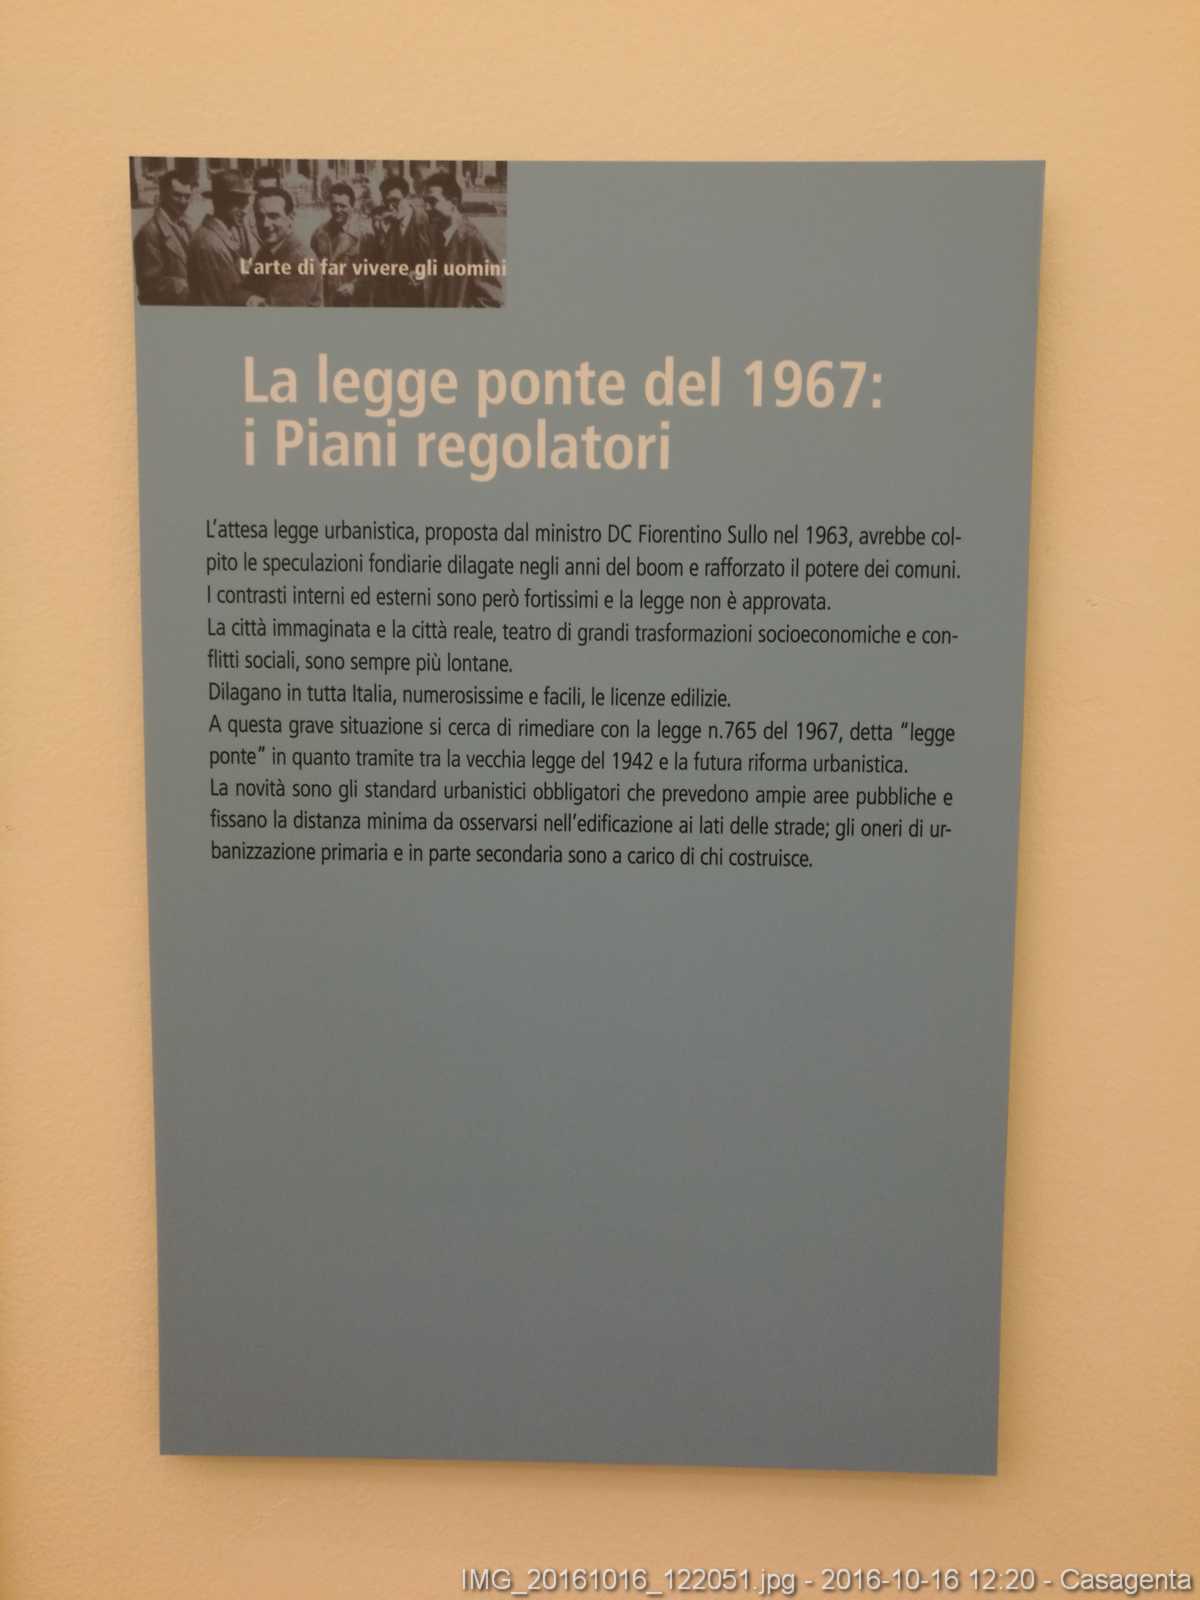 L'arte di far vivere gli uomini
La legge ponte del 1967:
i Piani regolatori
L'attesa legge urbanistica, proposta dal ministro DC Fiorentino Sullo nel 1963, avrebbe col-
pito le speculazioni fondiarie dilagate negli anni del boom e rafforzato il potere dei comuni.
I contrasti interni ed esterni sono però fortissimi e la legge non è approvata.
La città immaginata e la città reale, teatro di grandi trasformazioni socioeconomiche e con-
flitti sociali, sono sempre più lontane.
Dilagano in tutta Italia, numerosissime e facili, le licenze edilizie.
A questa grave situazione si cerca di rimediare con la legge n.765 del 1967, detta “legge
ponte” in quanto tramite tra la vecchia legge del 1942 e la futura riforma urbanistica.
La novità sono gli standard urbanistici obbligatori che prevedono ampie aree pubbliche e
fissano la distanza minima da osservarsi nell'edificazione ai lati delle strade; gli oneri di ur-
banizzazione primaria e in parte secondaria sono a carico di chi costruisce.
IMG_20161016_122051.jpg - 2016-10-16 12:20 - Casagenta